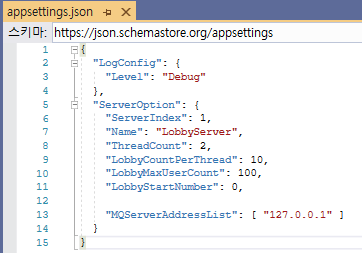 appsettings.json
스키마: https://json.schemastore.org/appsettings
1 {
2 "LogConfig": {
3 "Level": "Debug"
4 },
5 "ServerOption": {
6 "ServerIndex": 1,
7 "Name": "LobbyServer",
8 "ThreadCount": 2,
9 "LobbyCountPerThread": 10,
10 "LobbyMaxUserCount": 100,
11 "LobbyStartNumber": 0,
12
13 "MQServerAddressList": [ "127.0.0.1" ]
14 }
15 }